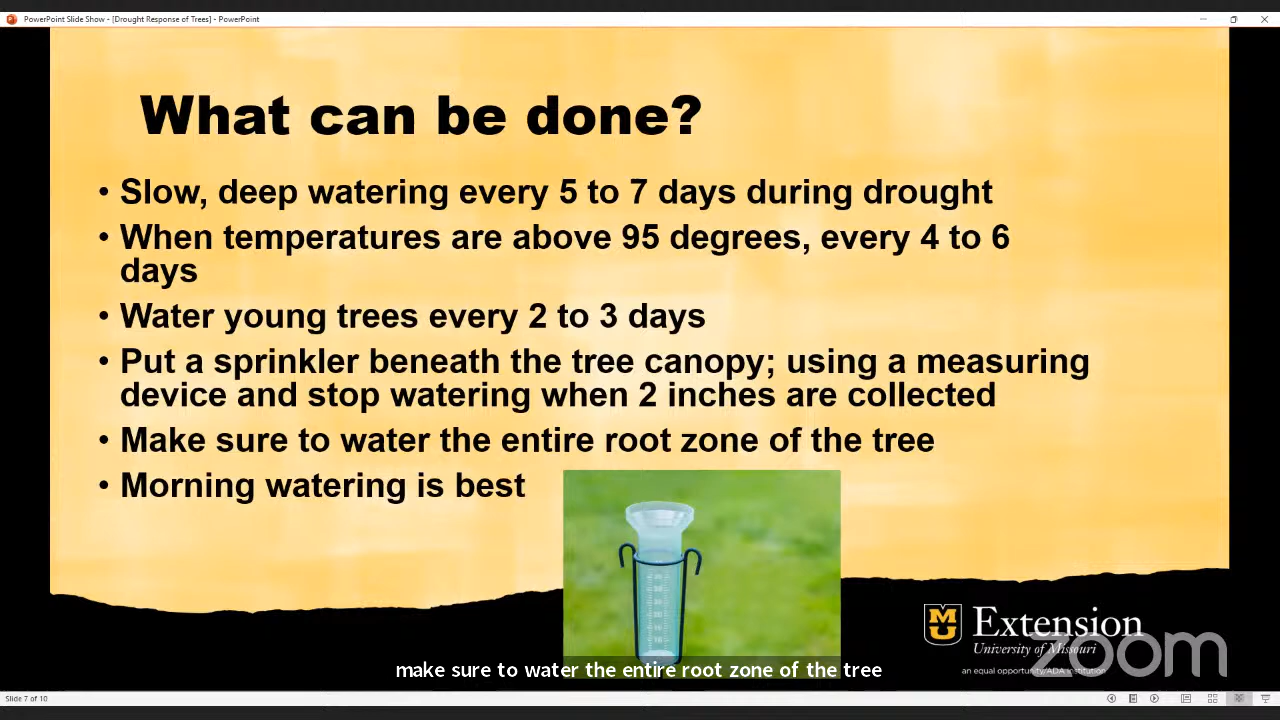 PowerPoint Slide Show - [Drought Response of Trees] - PowerPoint
What can be done?
• Slow, deep watering every 5 to 7 days during drought
• When temperatures are above 95 degrees, every 4 to 6
days
• Water young trees every 2 to 3 days
• Put a sprinkler beneath the tree canopy; using a measuring
device and stop watering when 2 inches are collected
• Make sure to water the entire root zone of the tree
• Morning watering is best
MU Extension
University of Missouri
an equal opportunity/ADA institution
zoom
make sure to water the entire root zone of the tree
Slide 7 of 10